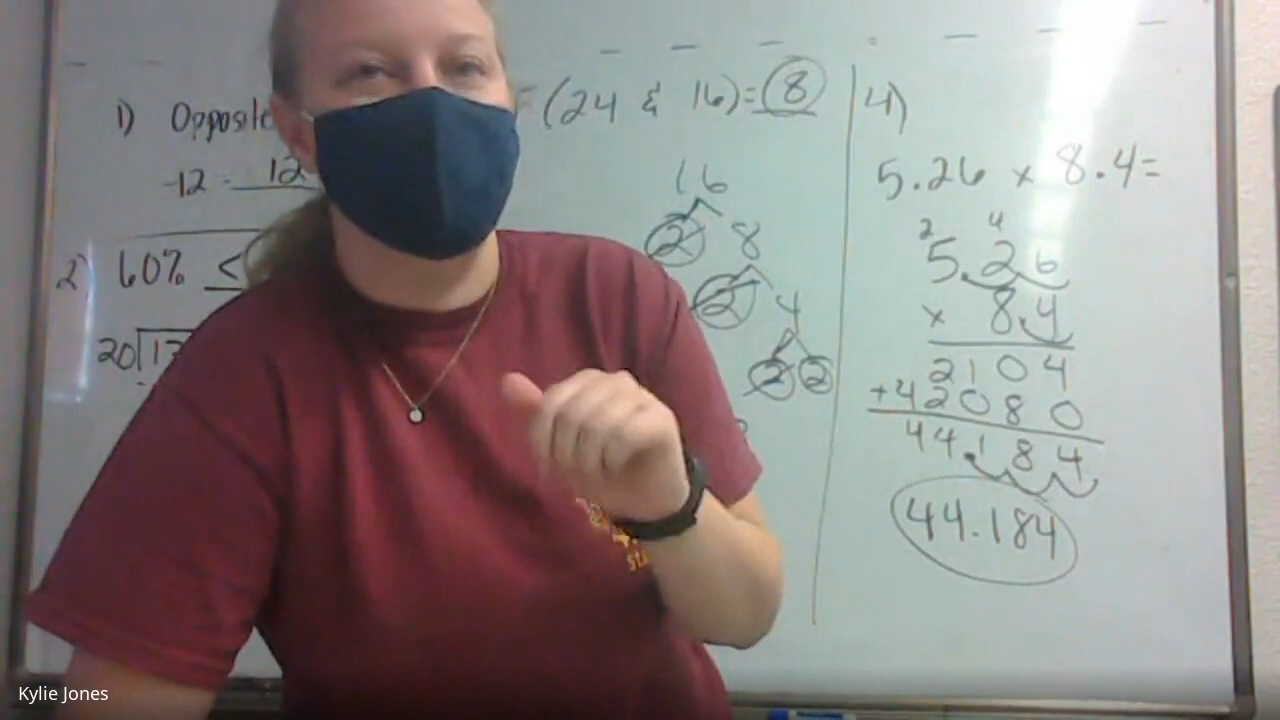 1) Opposite
-12 = 12
2) 60% <
20 13
= (24 & 16) = 8
16
2 8
2 4
2 2
4)
5.26 x 8.4=
2 4
5.26
x 8.4
2104
+42080
44184
44.184
Kylie Jones